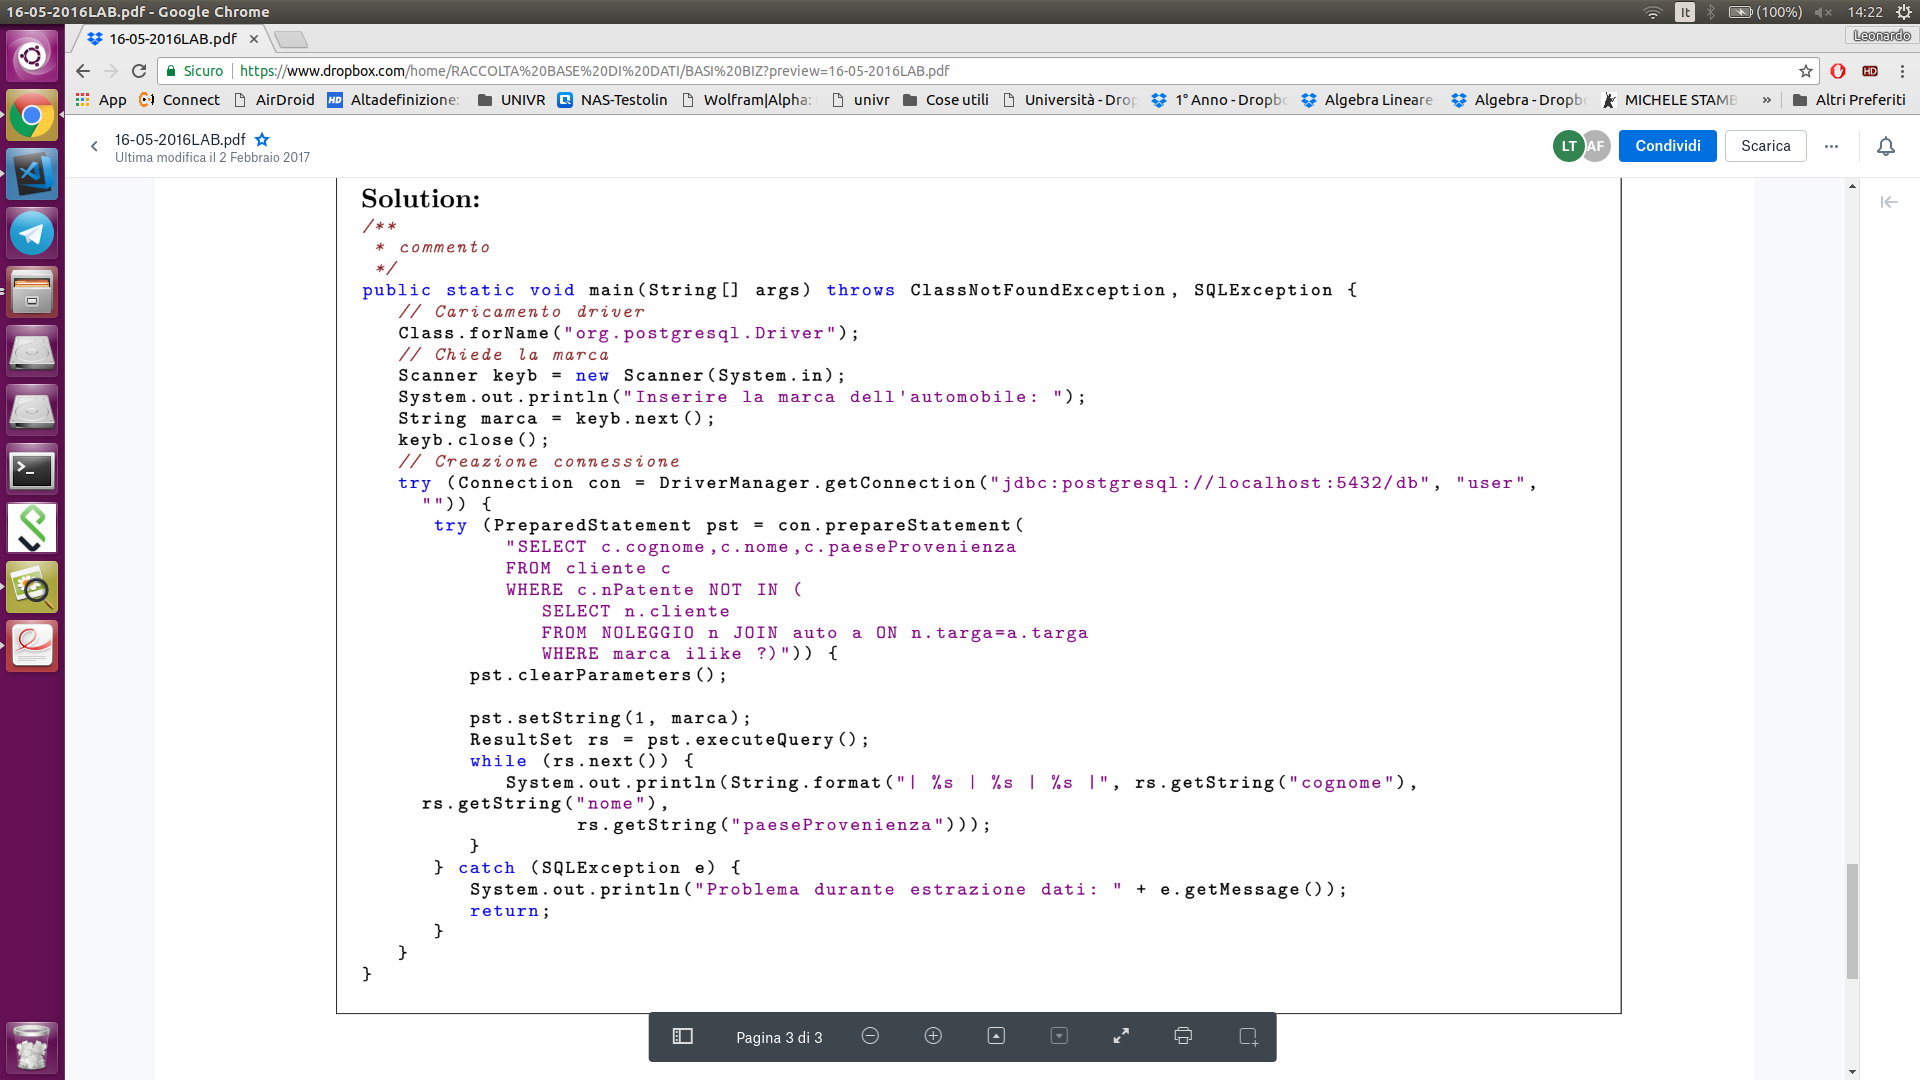 16-05-2016LAB.pdf - Google Chrome
It (100%) 14:22
16-05-2016LAB.pdf Leonardo
Sicuro https://www.dropbox.com/home/RACCOLTA%20BASE%20DI%20DATI/BASI%20BIZ?preview=16-05-2016LAB.pdf HD
App Connect AirDroid HD Altadefinizione: UNIVR NAS-Testolin Wolfram|Alpha: univr Cose utili Università - Drop 1° Anno - Dropb Algebra Lineare Algebra - Dropb MICHELE STAMB » Altri Preferiti
16-05-2016LAB.pdf LT AF Condividi Scarica
Ultima modifica il 2 Febbraio 2017
Solution:
/**
* commento
*/
public static void main(String[] args) throws ClassNotFoundException, SQLException {
// Caricamento driver
Class.forName("org.postgresql.Driver");
// Chiede la marca
Scanner keyb = new Scanner(System.in);
System.out.println("Inserire la marca dell'automobile: ");
String marca = keyb.next();
keyb.close();
// Creazione connessione
try (Connection con = DriverManager.getConnection("jdbc:postgresql://localhost:5432/db", "user",
"")) {
try (PreparedStatement pst = con.prepareStatement(
"SELECT c.cognome,c.nome,c.paeseProvenienza
FROM cliente c
WHERE c.nPatente NOT IN (
SELECT n.cliente
FROM NOLEGGIO n JOIN auto a ON n.targa=a.targa
WHERE marca ilike ?)")) {
pst.clearParameters();
pst.setString(1, marca);
ResultSet rs = pst.executeQuery();
while (rs.next()) {
System.out.println(String.format("| %s | %s | %s |", rs.getString("cognome"),
rs.getString("nome"),
rs.getString("paeseProvenienza")));
}
} catch (SQLException e) {
System.out.println("Problema durante estrazione dati: " + e.getMessage());
return;
}
}
}
Pagina 3 di 3